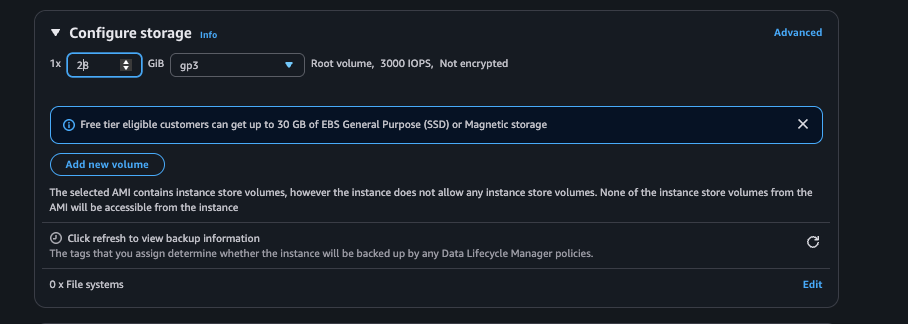 ▼ Configure storage Info Advanced
1x 28 GiB gp3 Root volume, 3000 IOPS, Not encrypted
Free tier eligible customers can get up to 30 GB of EBS General Purpose (SSD) or Magnetic storage
Add new volume
The selected AMI contains instance store volumes, however the instance does not allow any instance store volumes. None of the instance store volumes from the
AMI will be accessible from the instance
Click refresh to view backup information
The tags that you assign determine whether the instance will be backed up by any Data Lifecycle Manager policies.
0 x File systems Edit